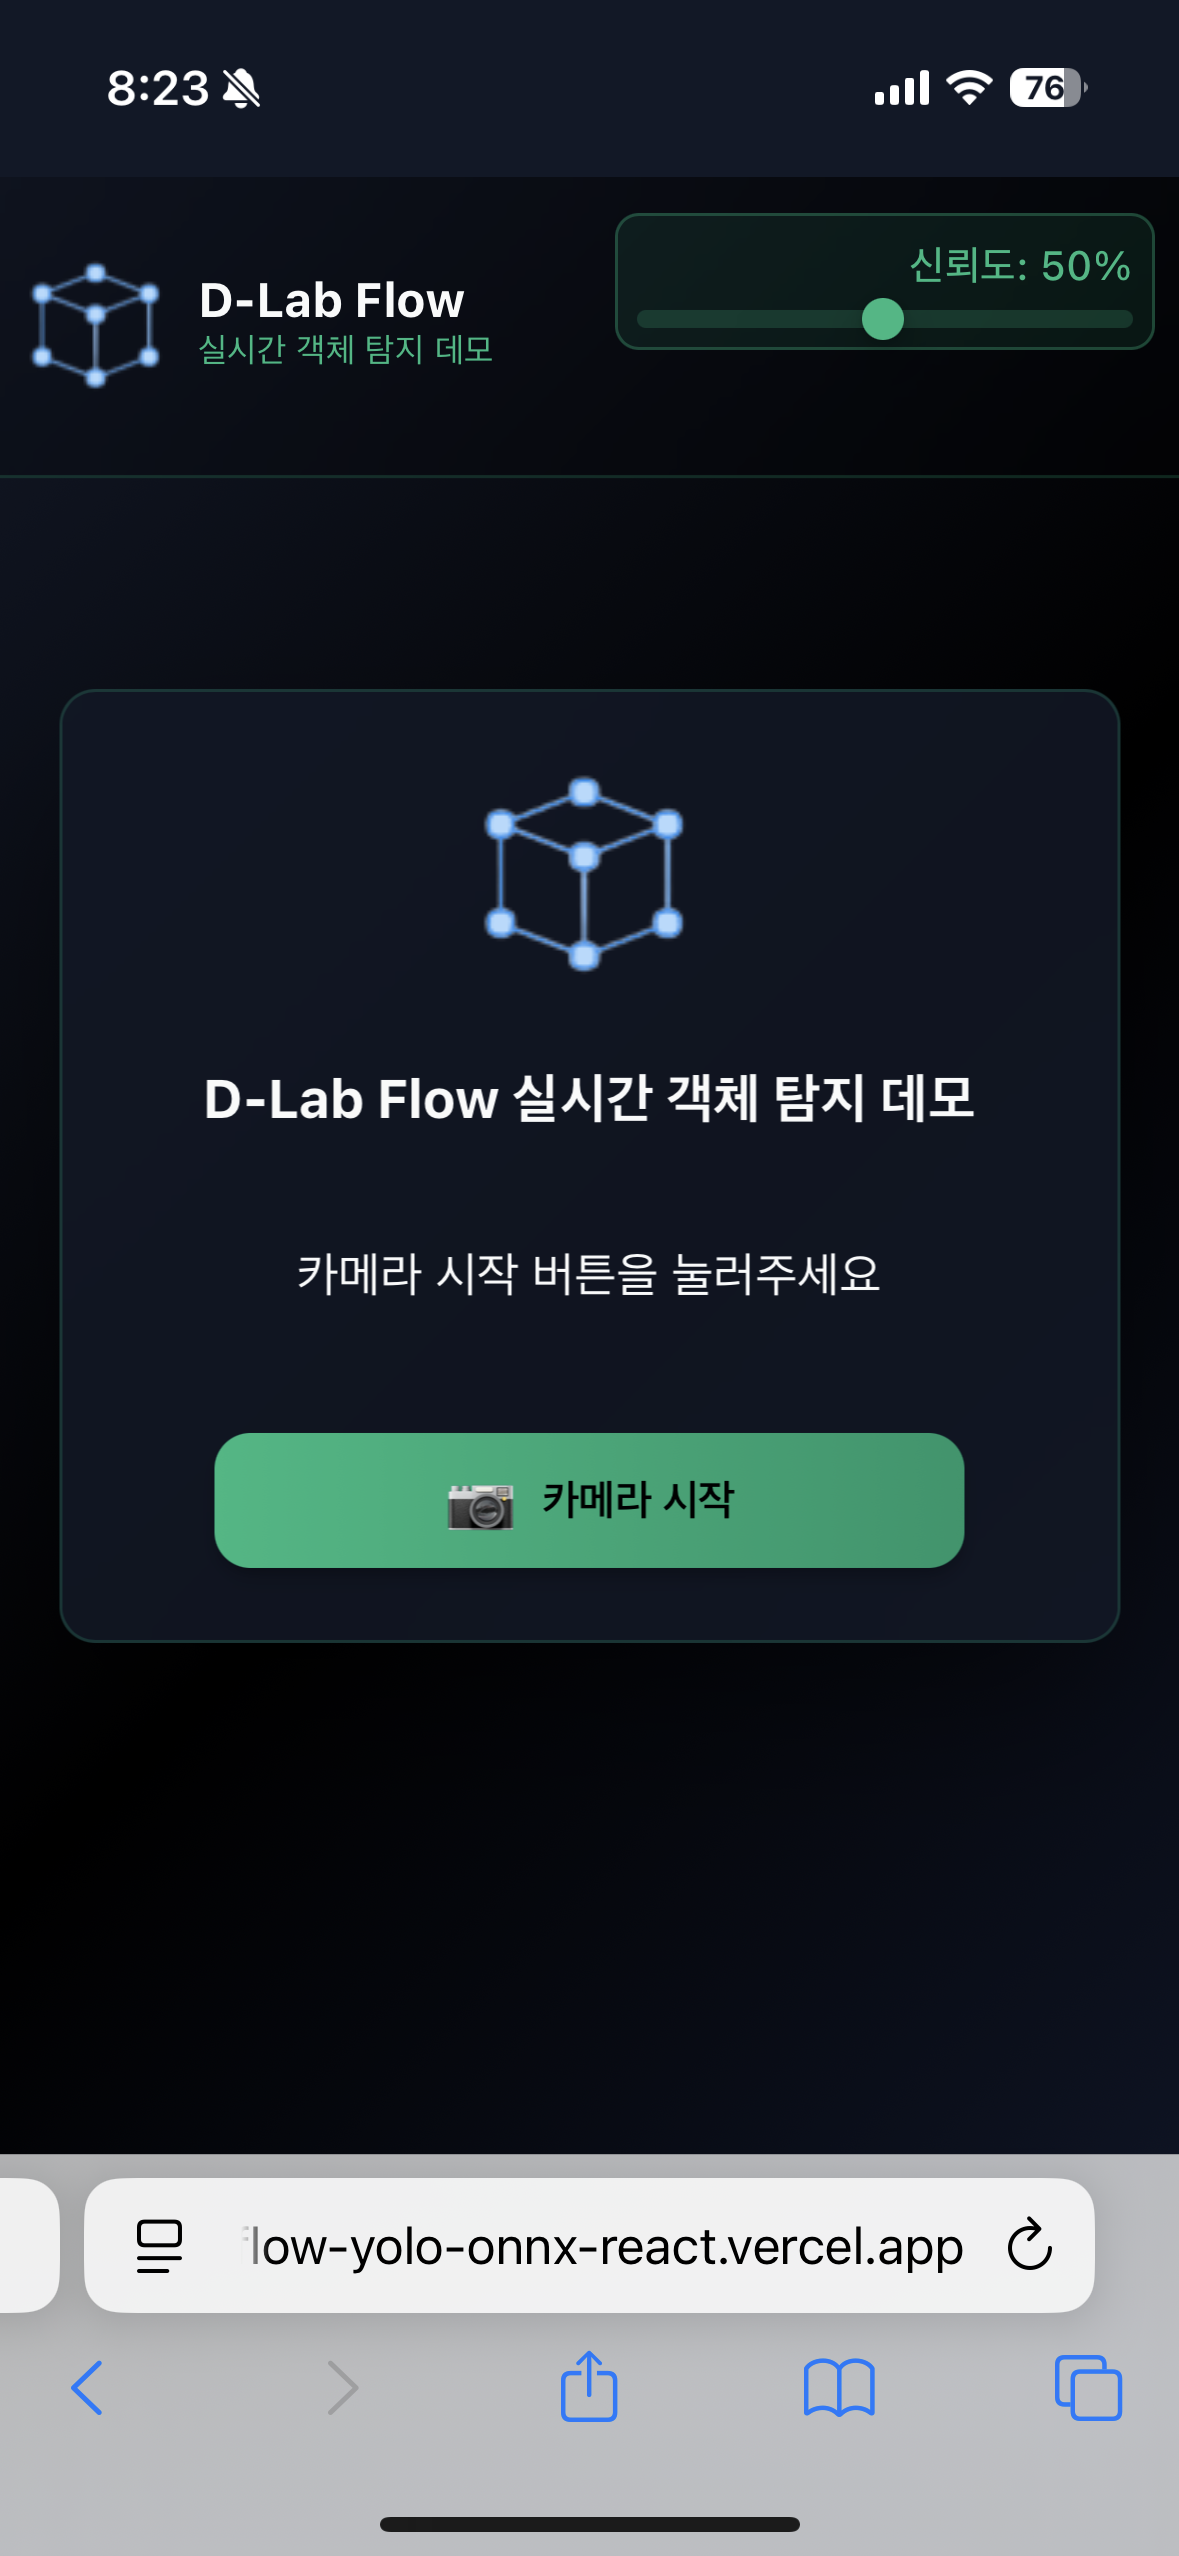 8:23
76
D-Lab Flow
실시간 객체 탐지 데모
신뢰도: 50%
D-Lab Flow 실시간 객체 탐지 데모
카메라 시작 버튼을 눌러주세요
카메라 시작
flow-yolo-onnx-react.vercel.app